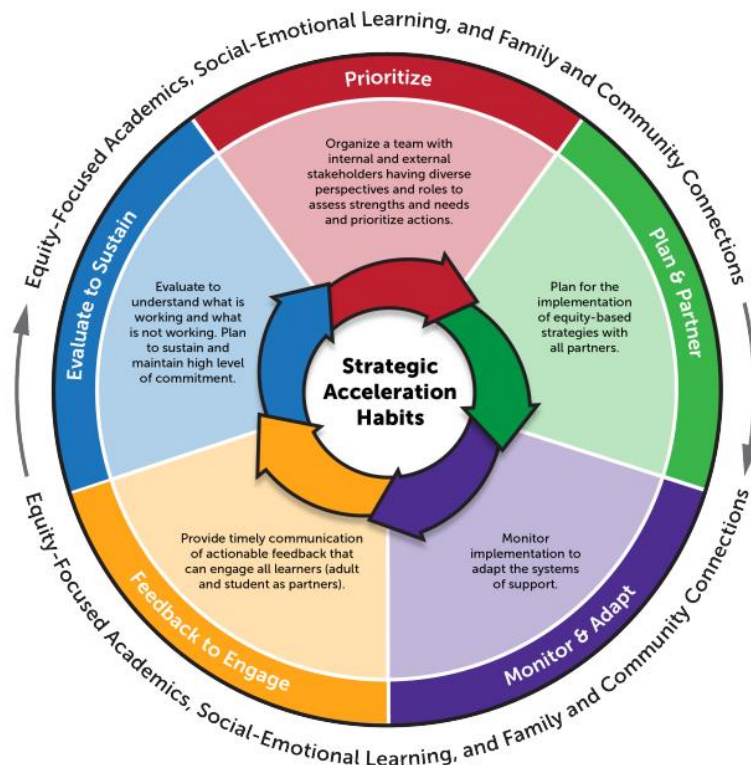 Equity-Focused Academics, Social-Emotional Learning, and Family and Community Connections
Prioritize
Organize a team with
internal and external
stakeholders having diverse
perspectives and roles to
assess strengths and needs
and prioritize actions.
Plan & Partner
Plan for the
implementation
of equity-based
strategies with
all partners.
Monitor & Adapt
Monitor
implementation to
adapt the systems
of support.
Feedback to Engage
Provide timely communication
of actionable feedback that
can engage all learners (adult
and student as partners).
Evaluate to Sustain
Evaluate to
understand what is
working and what
is not working. Plan
to sustain and
maintain high level
of commitment.
Strategic
Acceleration
Habits
Equity-Focused Academics, Social-Emotional Learning, and Family and Community Connections